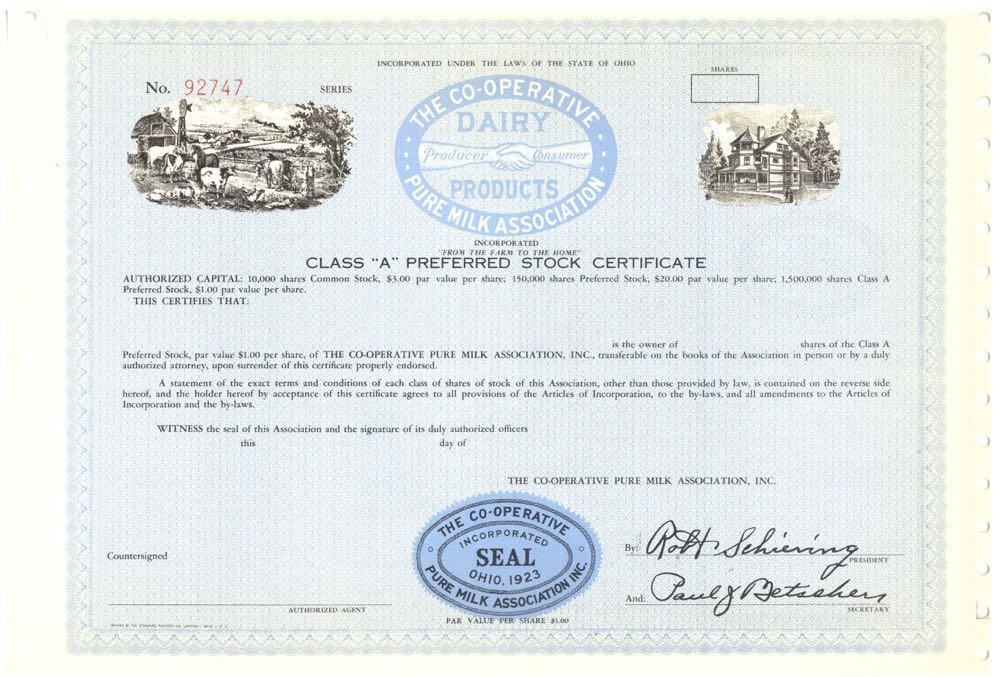 INCORPORATED UNDER THE LAWS OF THE STATE OF OHIO
SHARES
No. 92747
SERIES
THE CO-OPERATIVE
DAIRY
Producer Consumer
PRODUCTS
PURE MILK ASSOCIATION
INCORPORATED
"FROM THE FARM TO THE HOME"
CLASS "A" PREFERRED STOCK CERTIFICATE
AUTHORIZED CAPITAL: 10,000 shares Common Stock, $3.00 par value per share; 150,000 shares Preferred Stock, $20.00 par value per share; 1,500,000 shares Class A
Preferred Stock, $1.00 par value per share.
THIS CERTIFIES THAT:
is the owner of shares of the Class A
Preferred Stock, par value $1.00 per share, of THE CO-OPERATIVE PURE MILK ASSOCIATION, INC., transferable on the books of the Association in person or by a duly
authorized attorney, upon surrender of this certificate properly endorsed.
A statement of the exact terms and conditions of each class of shares of stock of this Association, other than those provided by law, is contained on the reverse side
hereof, and the holder hereof by acceptance of this certificate agrees to all provisions of the Articles of Incorporation, to the by-laws, and all amendments to the Articles of
Incorporation and the by-laws.
WITNESS the seal of this Association and the signature of its duly authorized officers
this day of
THE CO-OPERATIVE PURE MILK ASSOCIATION, INC.
THE CO-OPERATIVE
INCORPORATED
SEAL
OHIO, 1923
PURE MILK ASSOCIATION INC.
Countersigned
By: Robt Schiering
PRESIDENT
And: Paul J Betschers
SECRETARY
AUTHORIZED AGENT
PAR VALUE PER SHARE $1.00